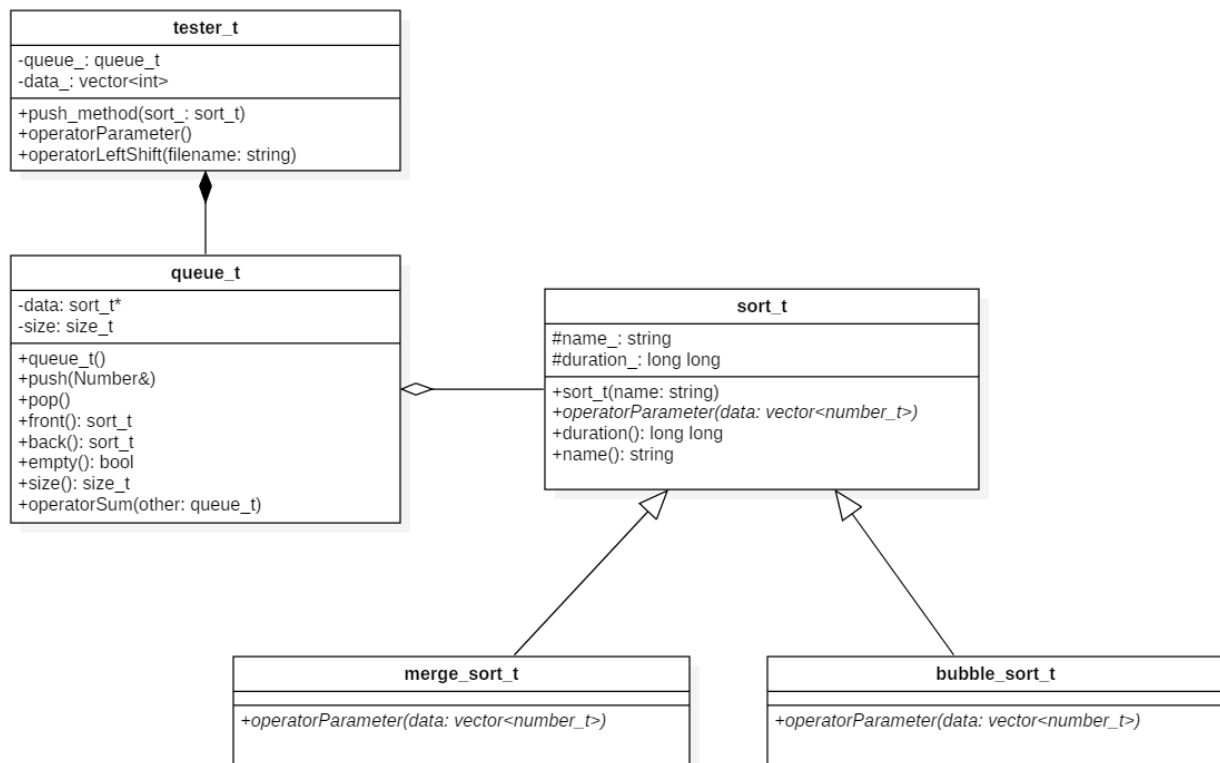 tester_t
-queue_: queue_t
-data_: vector<int>
+push_method(sort_: sort_t)
+operatorParameter()
+operatorLeftShift(filename: string)
queue_t
-data: sort_t*
-size: size_t
+queue_t()
+push(Number&)
+pop()
+front(): sort_t
+back(): sort_t
+empty(): bool
+size(): size_t
+operatorSum(other: queue_t)
sort_t
#name_: string
#duration_: long long
+sort_t(name: string)
+operatorParameter(data: vector<number_t>)
+duration(): long long
+name(): string
merge_sort_t
+operatorParameter(data: vector<number_t>)
bubble_sort_t
+operatorParameter(data: vector<number_t>)